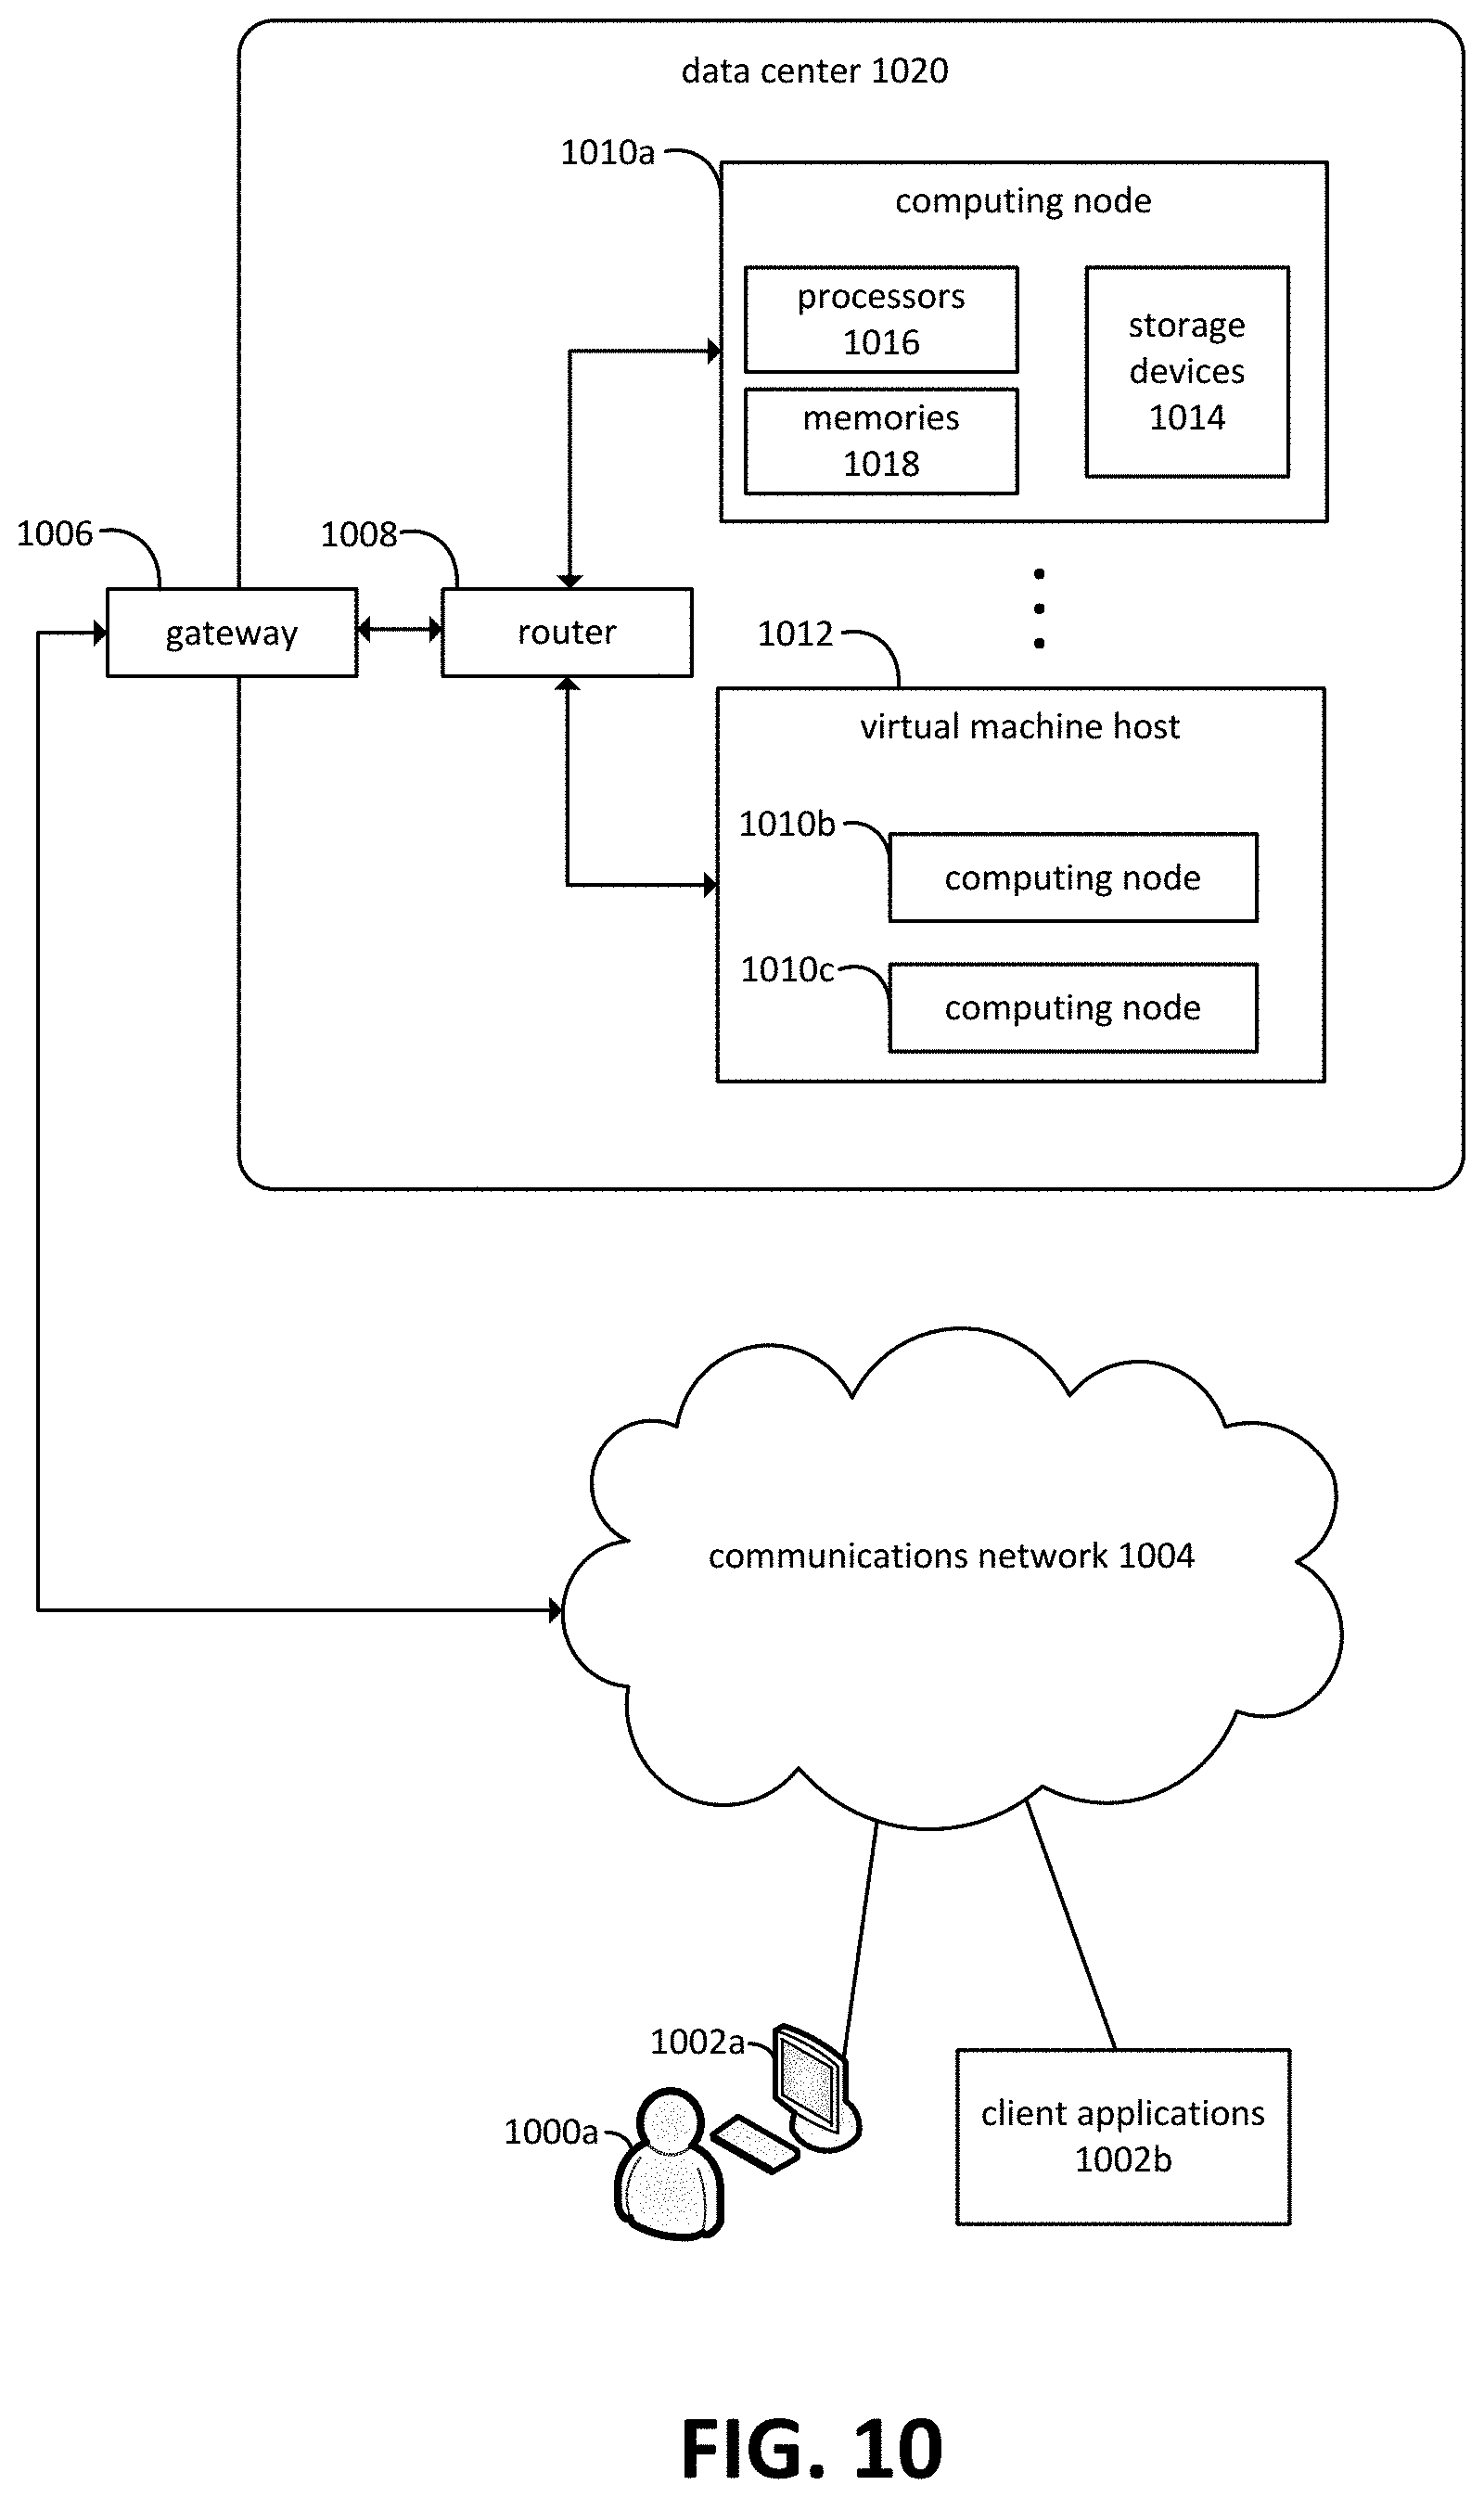 data center 1020
1010a
computing node
processors
1016
storage
devices
1014
memories
1018
1006
1008
gateway
router
1012
virtual machine host
1010b
computing node
1010c
computing node
communications network 1004
1002a
1000a
client applications
1002b
FIG. 10